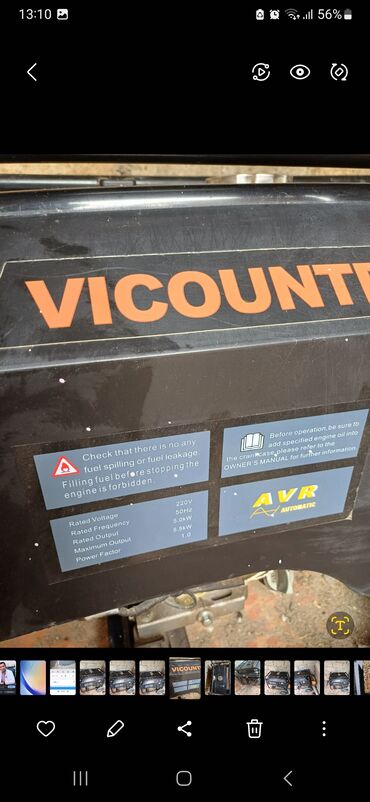 13:10
56%
VICOUNT
Check that there is no any
fuel spilling or fuel leakage.
Filling fuel before stopping the
engine is forbidden.
Before operation, be sure to
add specified engine oil into
the crankcase, please refer to the
OWNER'S MANUAL for further information
Rated Voltage 220V
Rated Frequency 50Hz
Rated Output 5.0kW
Maximum Output 5.5kW
Power Factor 1.0
AVR
AUTOMATIC
T
VICOUNT